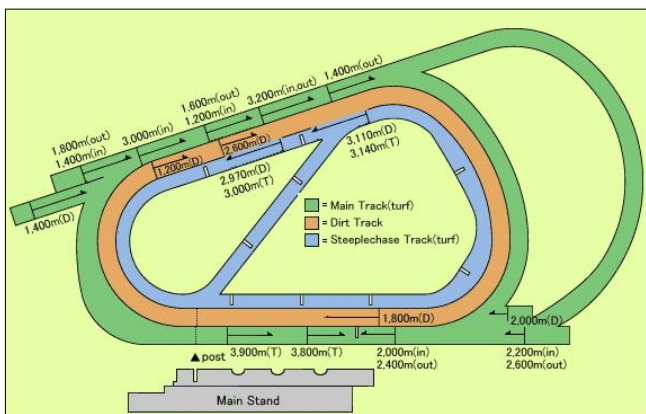 1,800m(out)
1,400m(in)
3,000m(in)
1,600m(out)
1,200m(in)
3,200m(in,out)
1,400m(out)
1,400m(D)
1,200m(D)
2,600m(D)
2,970m(D)
3,000m(T)
3,110m(D)
3,140m(T)
= Main Track(turf)
= Dirt Track
= Steeplechase Track(turf)
1,800m(D)
2,000m(D)
▲post
3,900m(T)
3,800m(T)
2,000m(in)
2,400m(out)
2,200m(in)
2,600m(out)
Main Stand